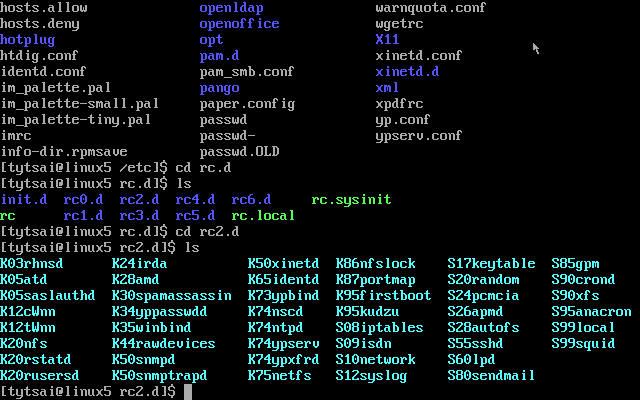 hosts.allow openldap warnquota.conf
hosts.deny openoffice wgetrc
hotplug opt X11
htdig.conf pam.d xinetd.conf
identd.conf pam_smb.conf xinetd.d
im_palette.pal pango xml
im_palette-small.pal paper.config xpdfrc
im_palette-tiny.pal passwd yp.conf
imrc passwd- ypserv.conf
info-dir.rpmsave passwd.OLD
[tytsai@linux5 /etc]$ cd rc.d
[tytsai@linux5 rc.d]$ ls
init.d rc0.d rc2.d rc4.d rc6.d rc.sysinit
rc rc1.d rc3.d rc5.d rc.local
[tytsai@linux5 rc.d]$ cd rc2.d
[tytsai@linux5 rc2.d]$ ls
K03rhnsd K24irda K50xinetd K86nfslock S17keytable S85gpm
K05atd K28amd K65identd K87portmap S20random S90crond
K05saslauthd K30spamassassin K73ypbind K95firstboot S24pcmcia S90xfs
K12cWnn K34yppasswdd K74nscd K95kudzu S26apmd S95anacron
K12tWnn K35winbind K74ntpd S08iptables S28autofs S99local
K20nfs K44rawdevices K74ypserv S09isdn S55sshd S99squid
K20rstatd K50snmpd K74ypxfrd S10network S60lpd
K20rusersd K50snmptrapd K75netfs S12syslog S80sendmail
[tytsai@linux5 rc2.d]$